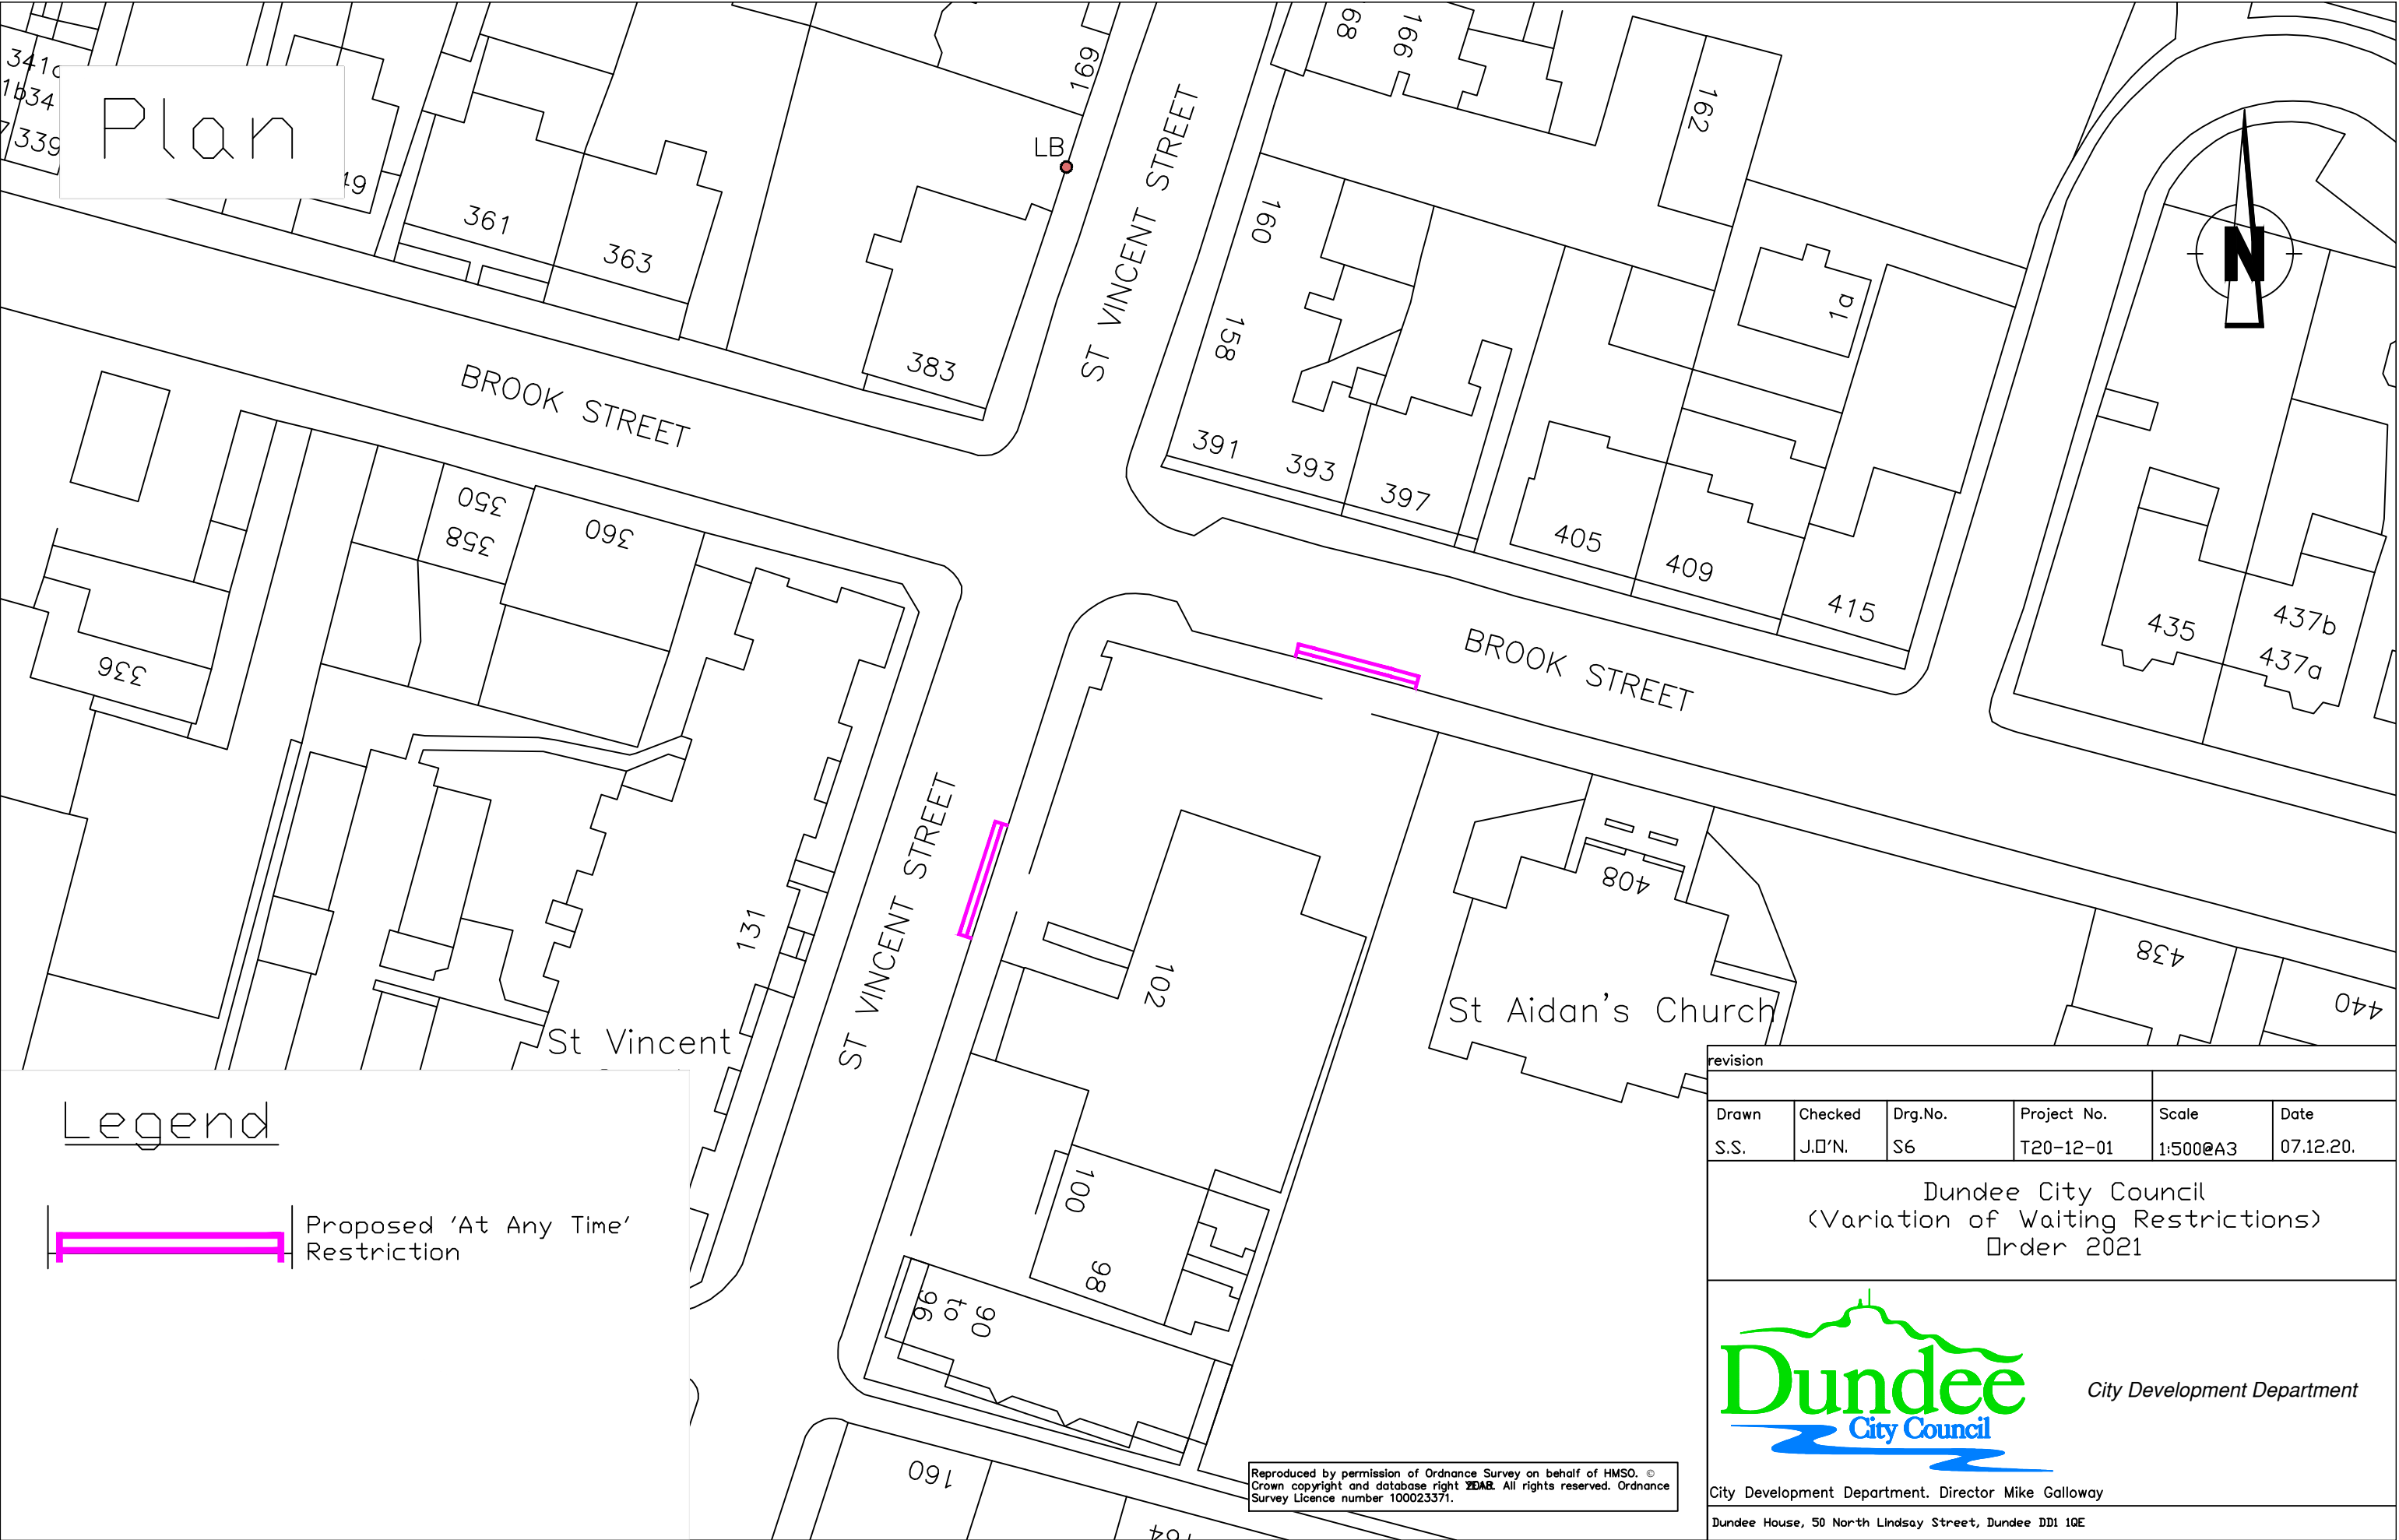 Plan
341c
1b34
339
49
361
363
383
169
LB
ST VINCENT STREET
68
166
162
160
158
391
393
397
405
409
415
1a
435
437b
437a
N
BROOK STREET
350
358
360
336
BROOK STREET
131
ST VINCENT STREET
St Vincent
102
100
98
96
to
90
160
164
408
St Aidan's Church
438
440
Legend
Proposed 'At Any Time'
Restriction
revision
Drawn Checked Drg.No. Project No. Scale Date
S.S. J.O'N. S6 T20-12-01 1:500@A3 07.12.20.
Dundee City Council
(Variation of Waiting Restrictions)
Order 2021
Dundee
City Council
City Development Department
City Development Department. Director Mike Galloway
Dundee House, 50 North Lindsay Street, Dundee DD1 1QE
Reproduced by permission of Ordnance Survey on behalf of HMSO. ©
Crown copyright and database right All rights reserved. Ordnance
Survey Licence number 100023371.